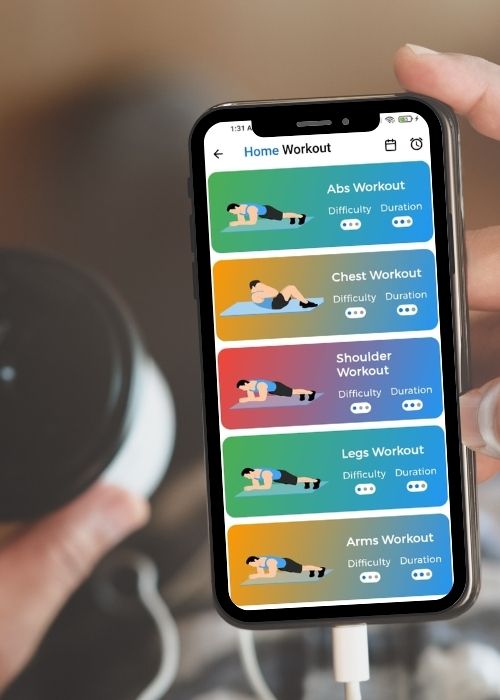 1:31 A
Home Workout
Abs Workout
Difficulty Duration
Chest Workout
Difficulty Duration
Shoulder
Workout
Difficulty Duration
Legs Workout
Difficulty Duration
Arms Workout
Difficulty Duration